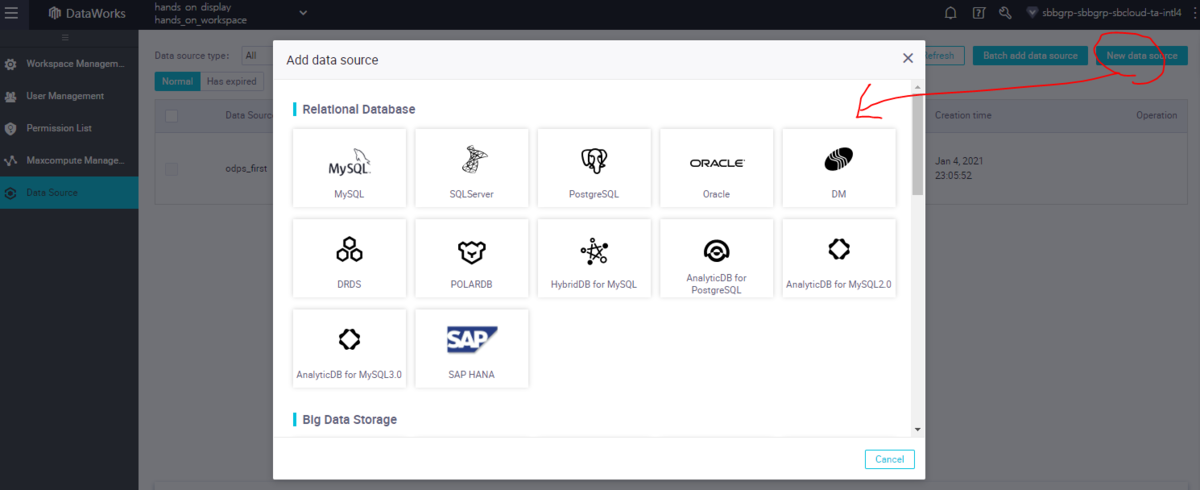 DataWorks
hands_on_display
hands_on_workspace
sbbgrp-sbbgrp-sbcloud-ta-intl4
Workspace Managem...
User Management
Permission List
Maxcompute Manage...
Data Source
Data source type:
All
Refresh
Batch add data source
New data source
Normal
Has expired
Data Source
Creation time
Operation
odps_first
Jan 4, 2021
23:05:52
Add data source
Relational Database
MySQL
MySQL
SQLServer
PostgreSQL
ORACLE
Oracle
DM
DRDS
POLARDB
HybridDB for MySQL
AnalyticDB for
PostgreSQL
AnalyticDB for MySQL2.0
AnalyticDB for MySQL3.0
SAP
SAP HANA
Big Data Storage
Cancel